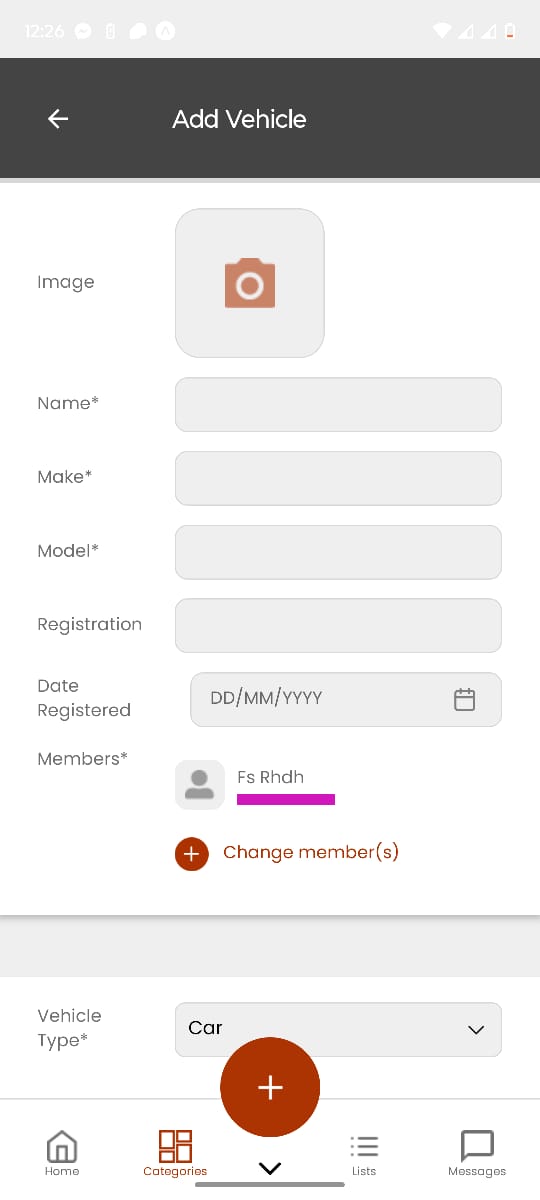 12:26
Add Vehicle
Image
Name*
Make*
Model*
Registration
Date
Registered
DD/MM/YYYY
Members*
Fs Rhdh
Change member(s)
Vehicle
Type*
Car
Home
Categories
Lists
Messages